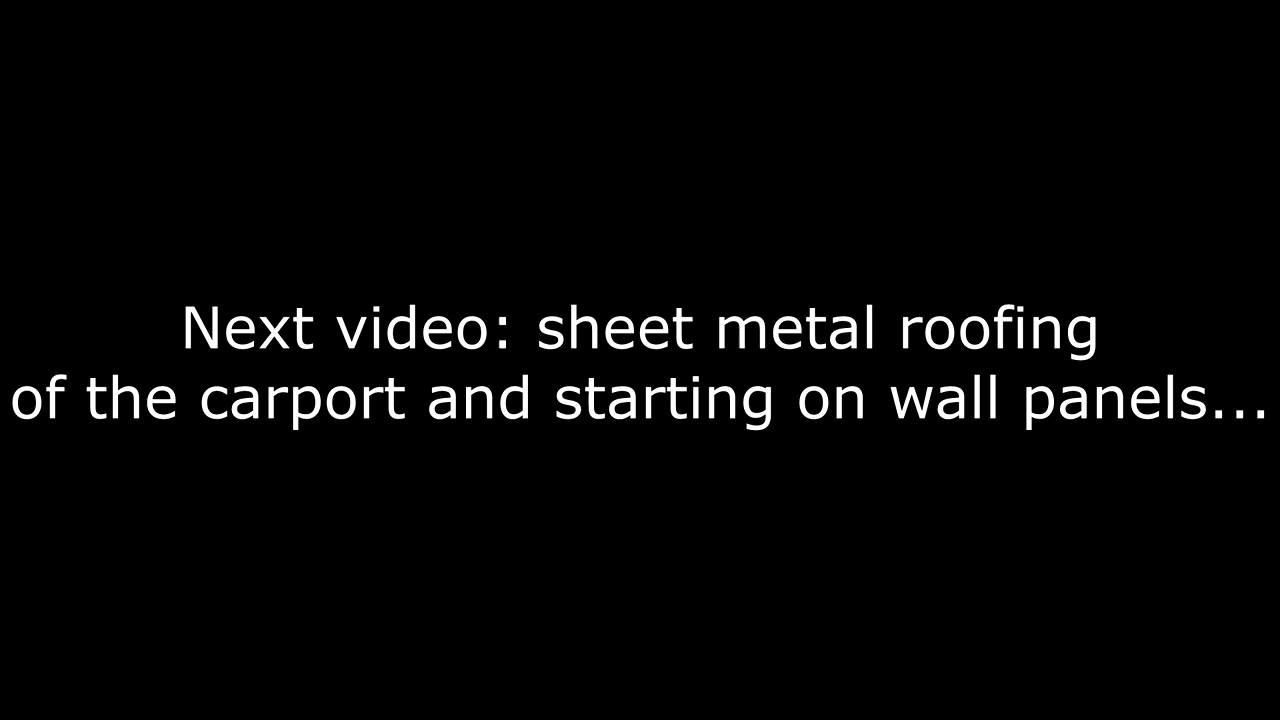 Next video: sheet metal roofing
of the carport and starting on wall panels...